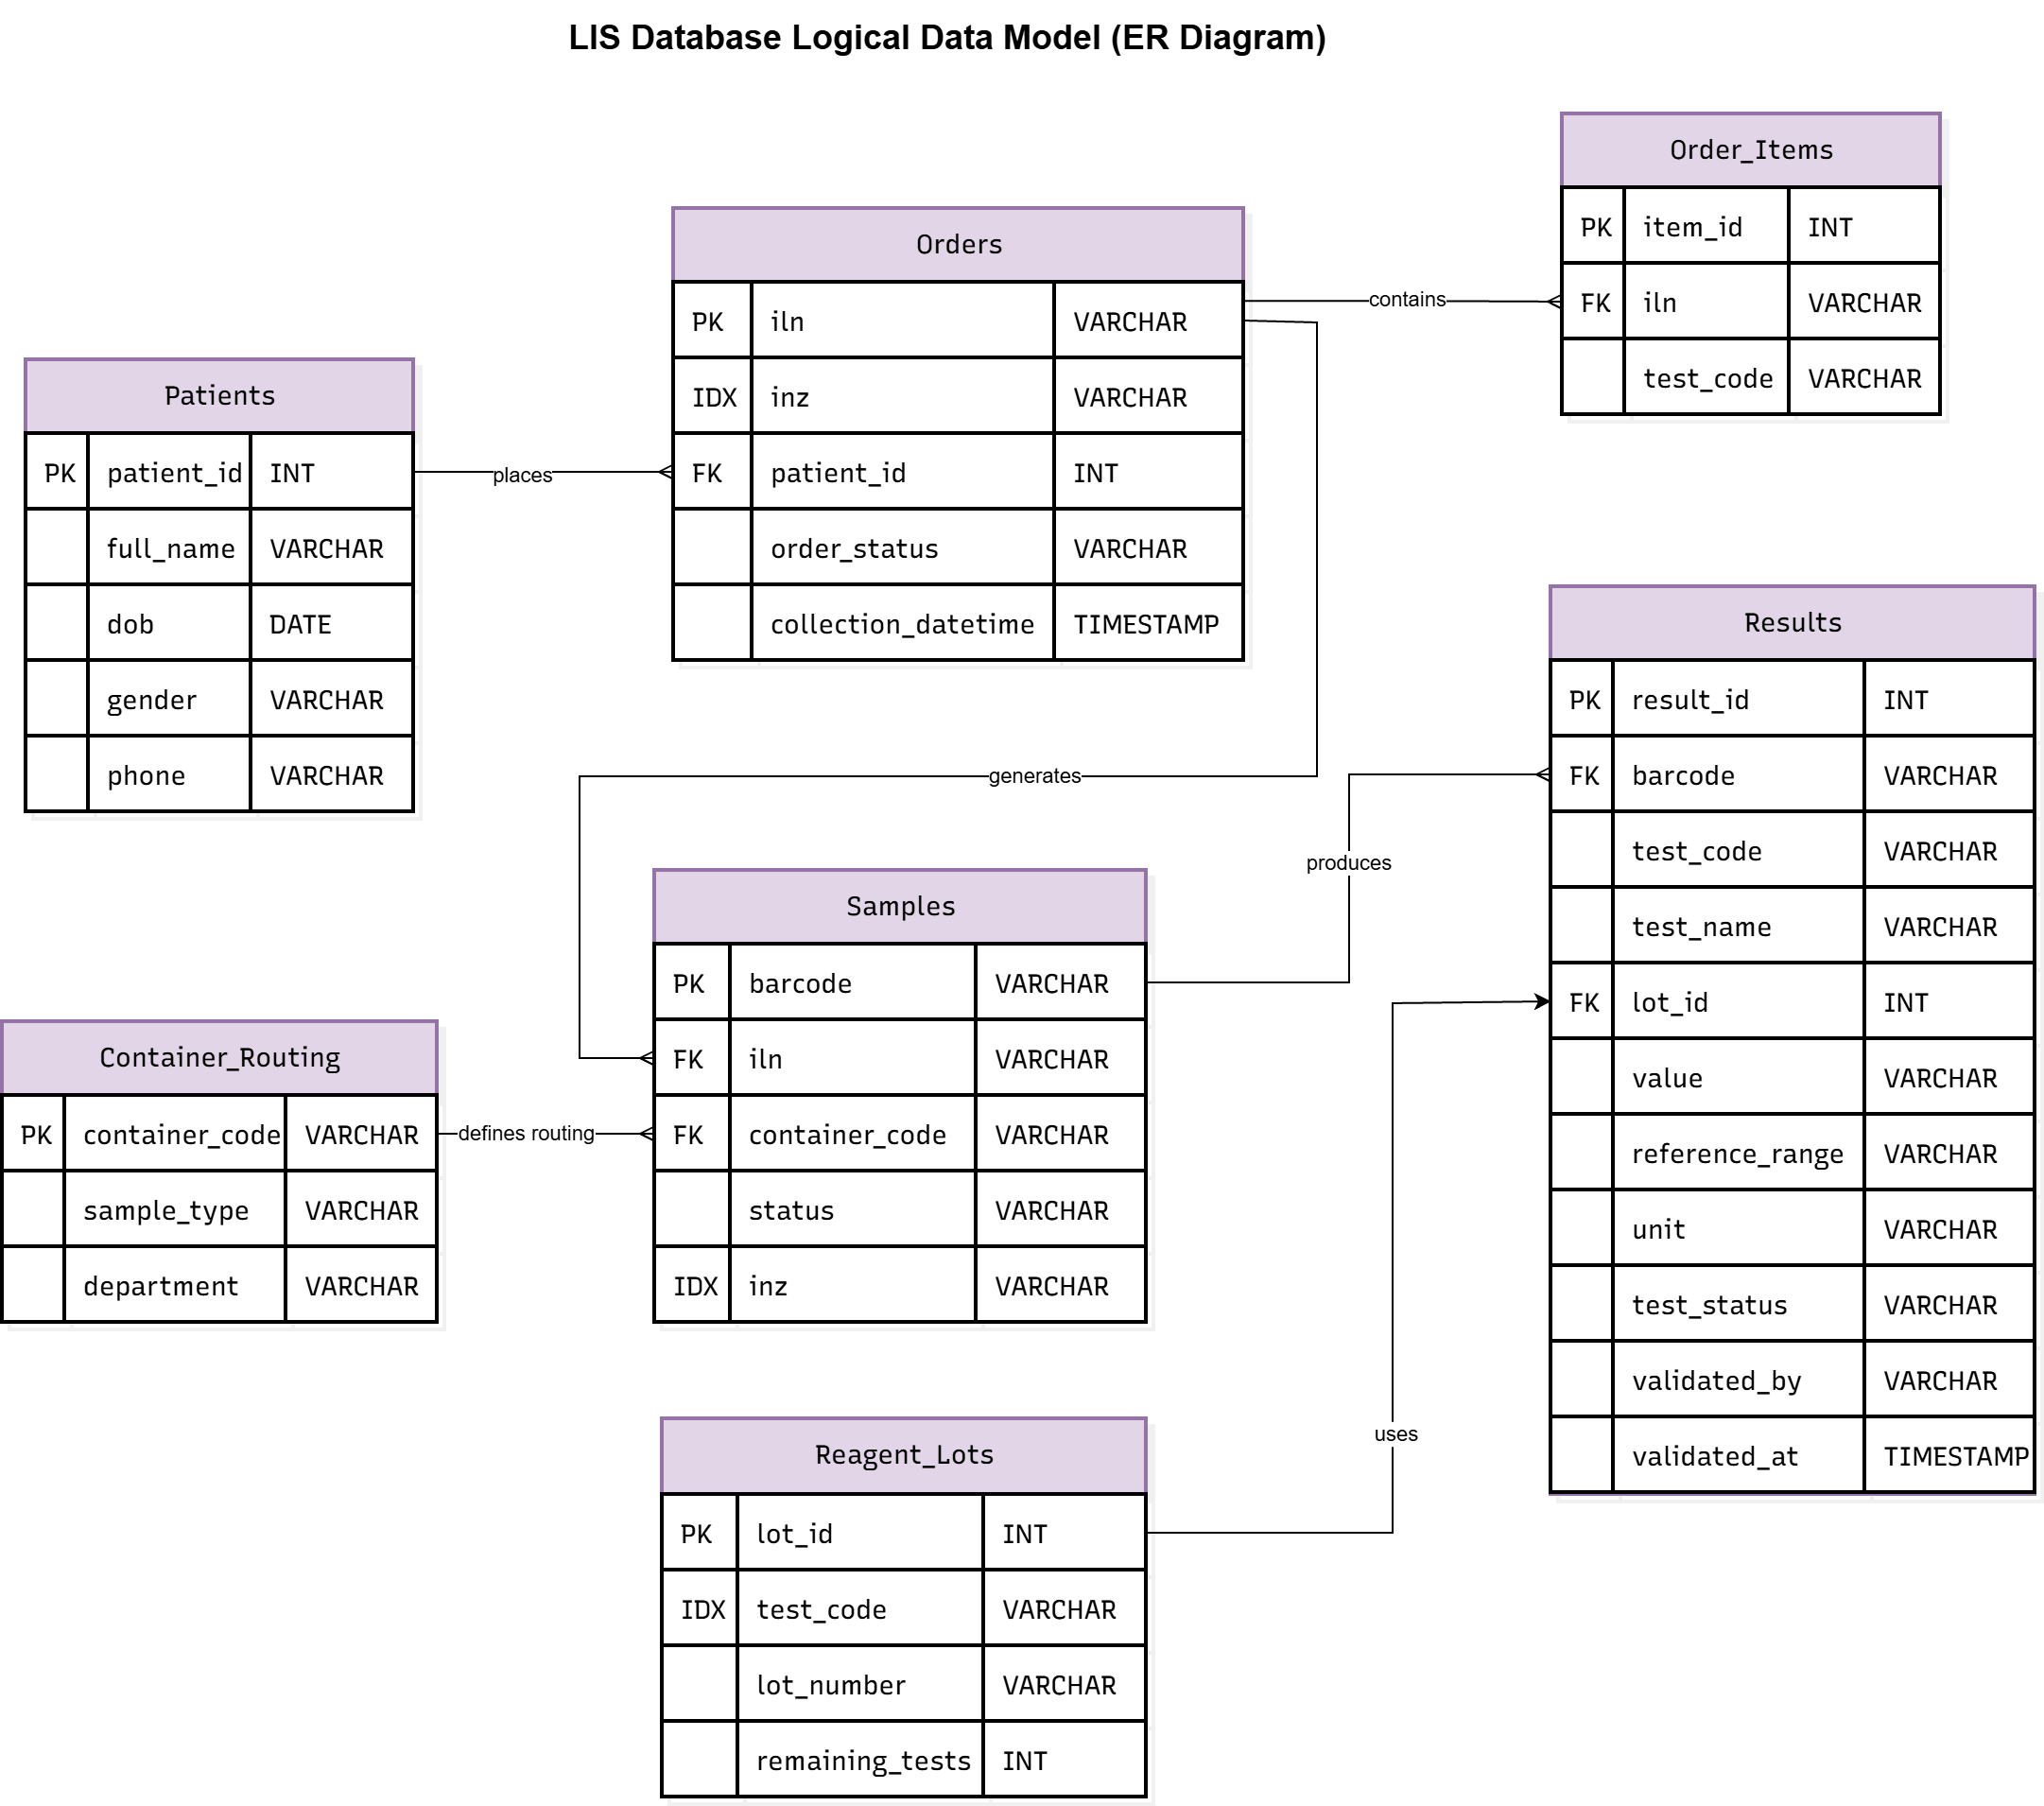 LIS Database Logical Data Model (ER Diagram)
Order_Items
PK item_id INT
FK iln VARCHAR
test_code VARCHAR
Orders
PK iln VARCHAR
IDX inz VARCHAR
FK patient_id INT
order_status VARCHAR
collection_datetime TIMESTAMP
contains
Patients
PK patient_id INT
full_name VARCHAR
dob DATE
gender VARCHAR
phone VARCHAR
places
generates
Results
PK result_id INT
FK barcode VARCHAR
test_code VARCHAR
test_name VARCHAR
FK lot_id INT
value VARCHAR
reference_range VARCHAR
unit VARCHAR
test_status VARCHAR
validated_by VARCHAR
validated_at TIMESTAMP
produces
Samples
PK barcode VARCHAR
FK iln VARCHAR
FK container_code VARCHAR
status VARCHAR
IDX inz VARCHAR
Container_Routing
PK container_code VARCHAR
sample_type VARCHAR
department VARCHAR
defines routing
uses
Reagent_Lots
PK lot_id INT
IDX test_code VARCHAR
lot_number VARCHAR
remaining_tests INT